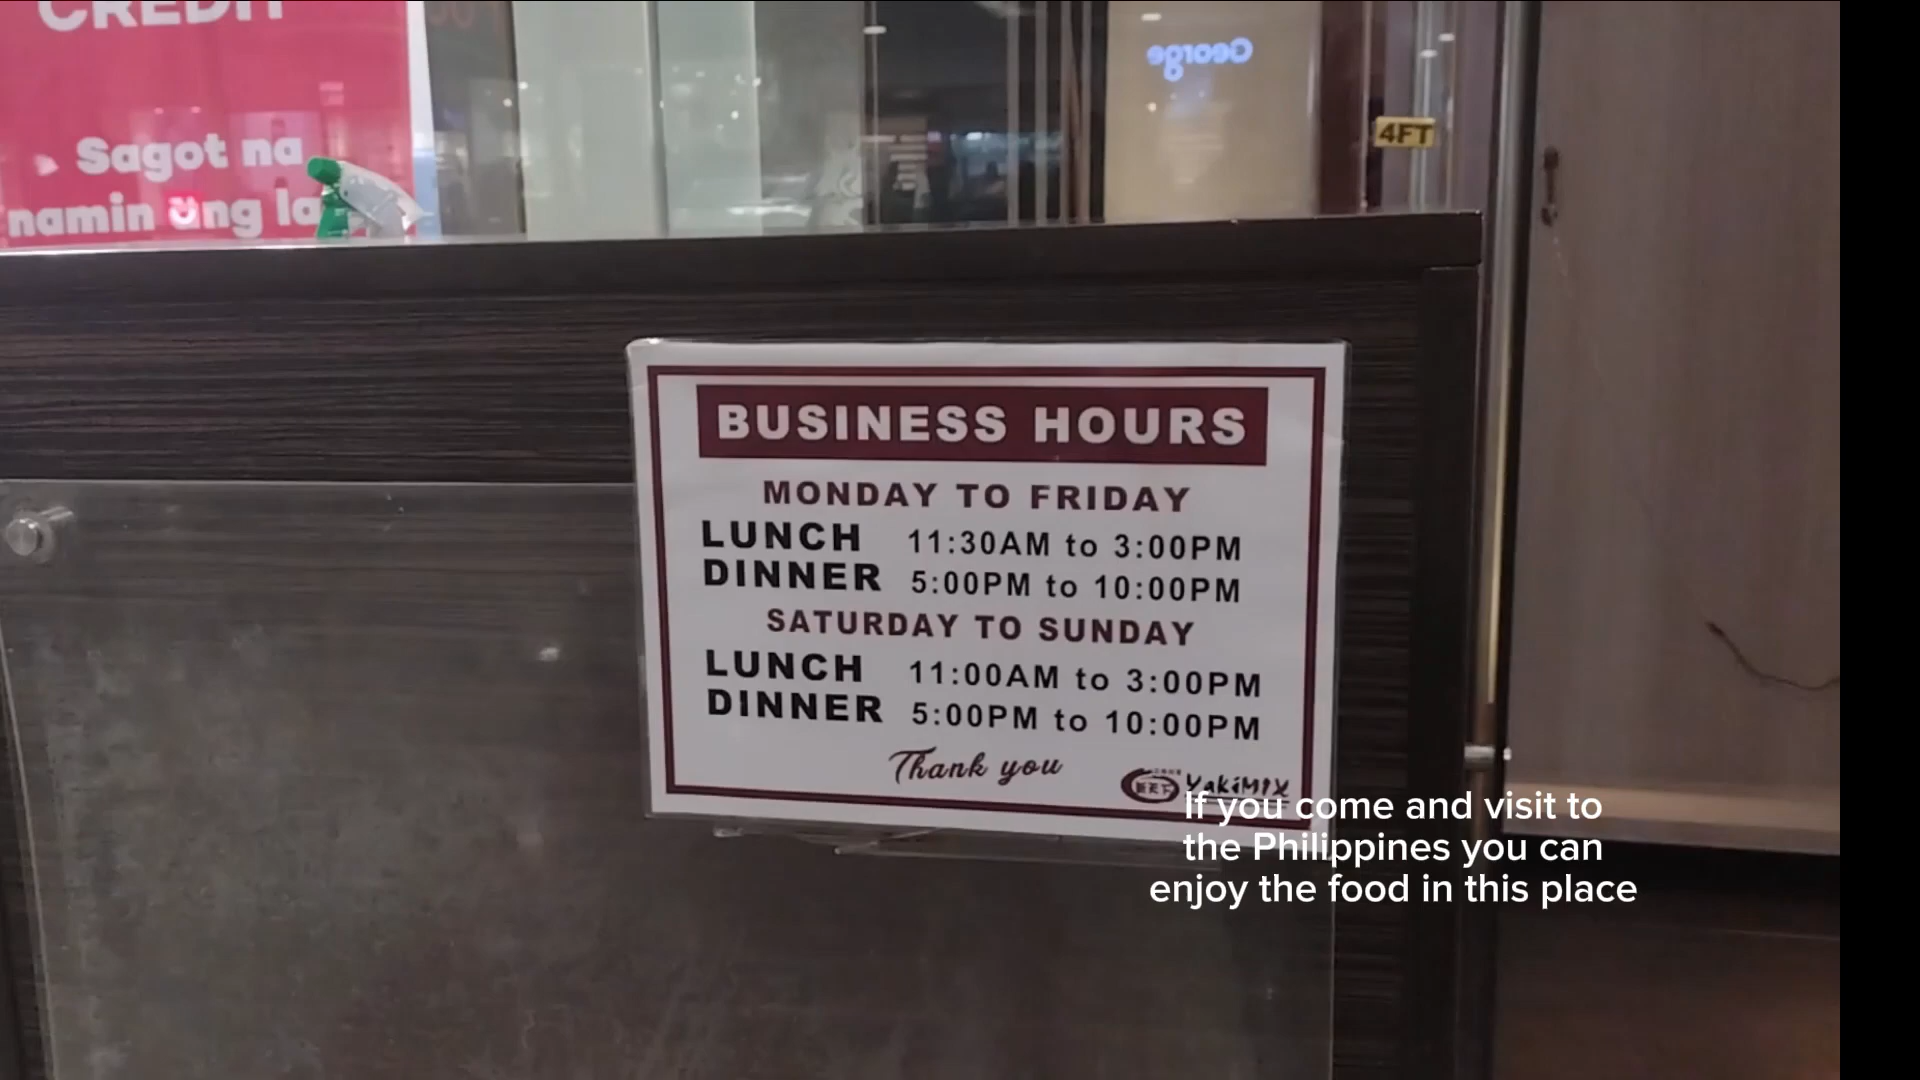 CREDIT
Sagot na
namin ang la
George
4FT
BUSINESS HOURS
MONDAY TO FRIDAY
LUNCH 11:30AM to 3:00PM
DINNER 5:00PM to 10:00PM
SATURDAY TO SUNDAY
LUNCH 11:00AM to 3:00PM
DINNER 5:00PM to 10:00PM
Thank you
YakiMIX
If you come and visit to
the Philippines you can
enjoy the food in this place